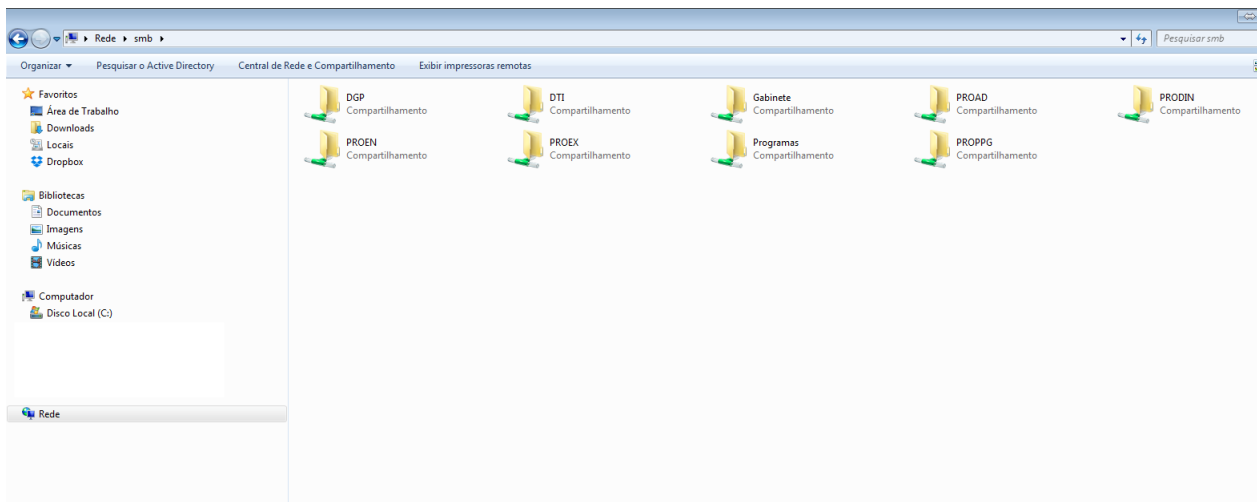 Rede smb
Pesquisar smb
Organizar Pesquisar o Active Directory Central de Rede e Compartilhamento Exibir impressoras remotas
Favoritos
Área de Trabalho
Downloads
Locais
Dropbox
Bibliotecas
Documentos
Imagens
Músicas
Vídeos
Computador
Disco Local (C:)
Rede
DGP
Compartilhamento
DTI
Compartilhamento
Gabinete
Compartilhamento
PROAD
Compartilhamento
PRODIN
Compartilhamento
PROEN
Compartilhamento
PROEX
Compartilhamento
Programas
Compartilhamento
PROPPG
Compartilhamento